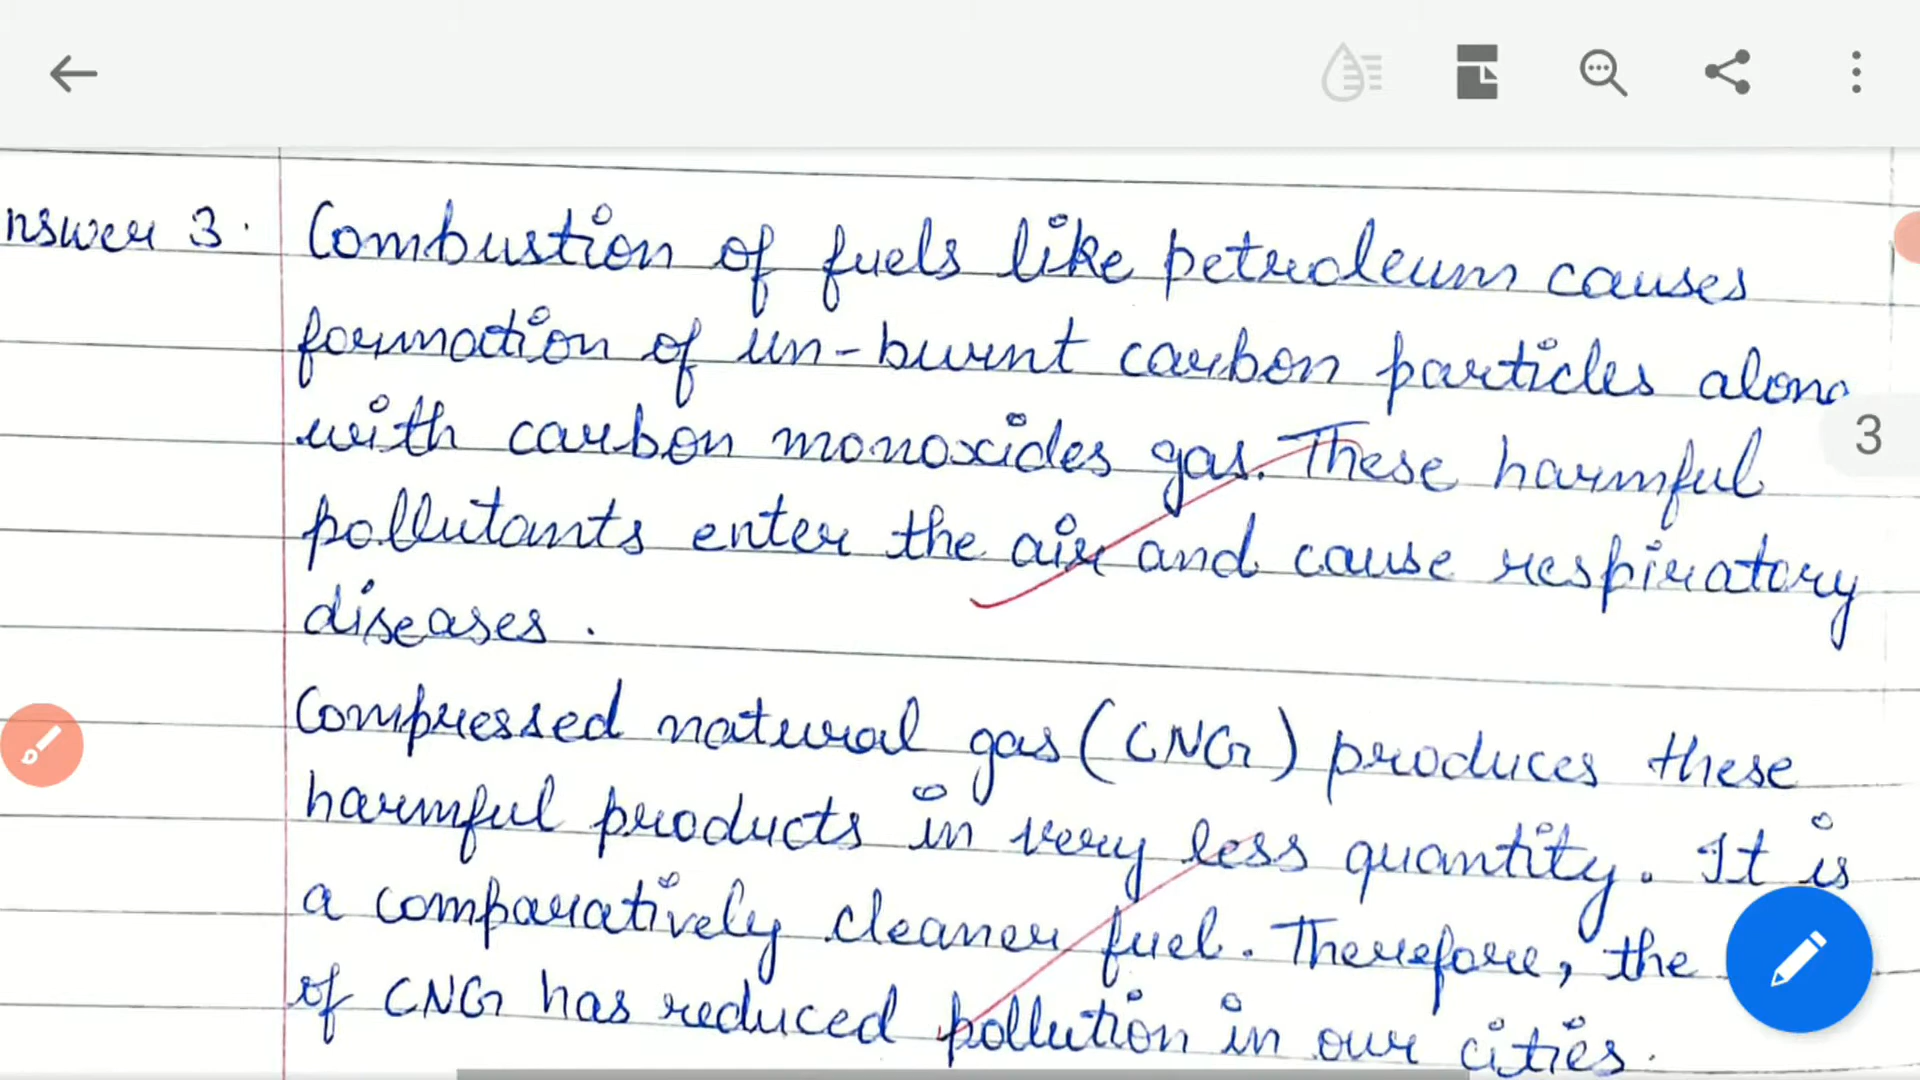 nswer 3.
Combustion of fuels like petroleum causes
formation of un-burnt carbon particles along
with carbon monoxides gas. These harmful
3
pollutants enter the air and cause respiratory
diseases.
Compressed natural gas (CNG) produces these
harmful products in very less quantity. It is
a comparatively cleaner fuel. Therefore, the
of CNG has reduced pollution in our cities.